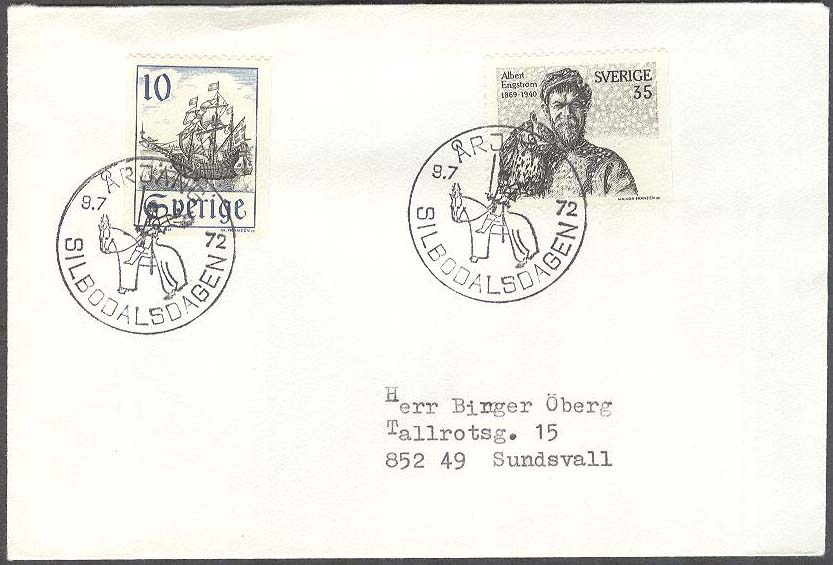 10
Sverige
Albert
Engström
1869-1940
SVERIGE
35
ÅRJÄNG
9.7
72
SILBODALSDAGEN
ÅRJÄNG
9.7
72
SILBODALSDAGEN
Herr Binger Öberg
Tallrotsg. 15
852 49 Sundsvall